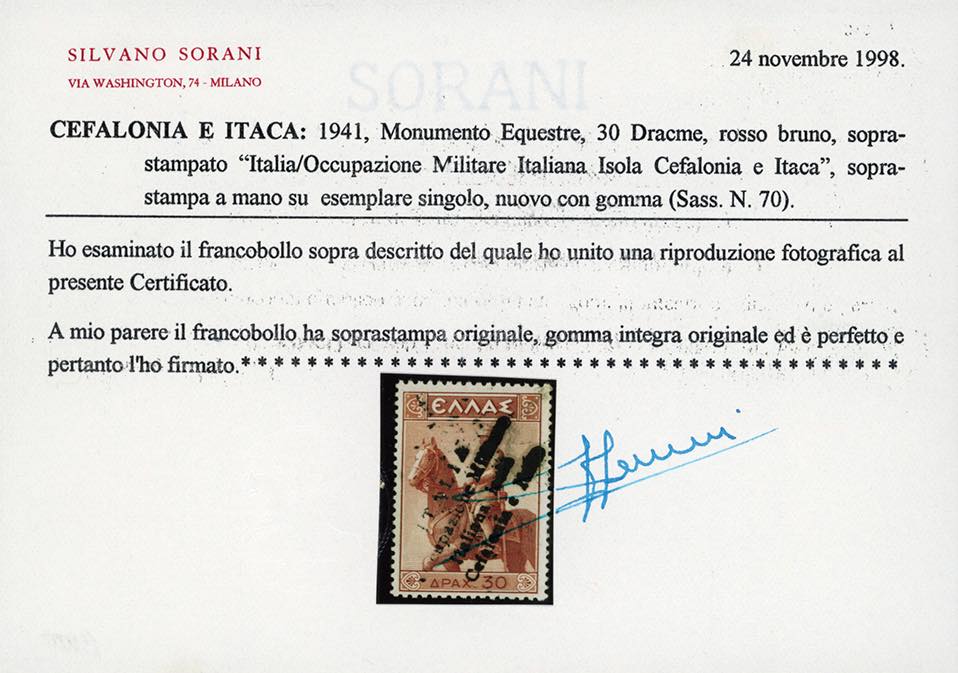 SILVANO SORANI
VIA WASHINGTON, 74 - MILANO
24 novembre 1998.
SORANI
CEFALONIA E ITACA: 1941, Monumento Equestre, 30 Dracme, rosso bruno, sopra-
stampato “Italia/Occupazione Militare Italiana Isola Cefalonia e Itaca”, sopra-
stampa a mano su esemplare singolo, nuovo con gomma (Sass. N. 70).
Ho esaminato il francobollo sopra descritto del quale ho unito una riproduzione fotografica al
presente Certificato.
A mio parere il francobollo ha soprastampa originale, gomma integra originale ed è perfetto e
pertanto l'ho firmato.* * * * * * * * * * * * * * * * * * * * * * * * * * * * * * * * * * * * * * * *
ΕΛΛΑΣ
cupazione
Italiana
Cefalonia e
ΔΡΑΧ. 30